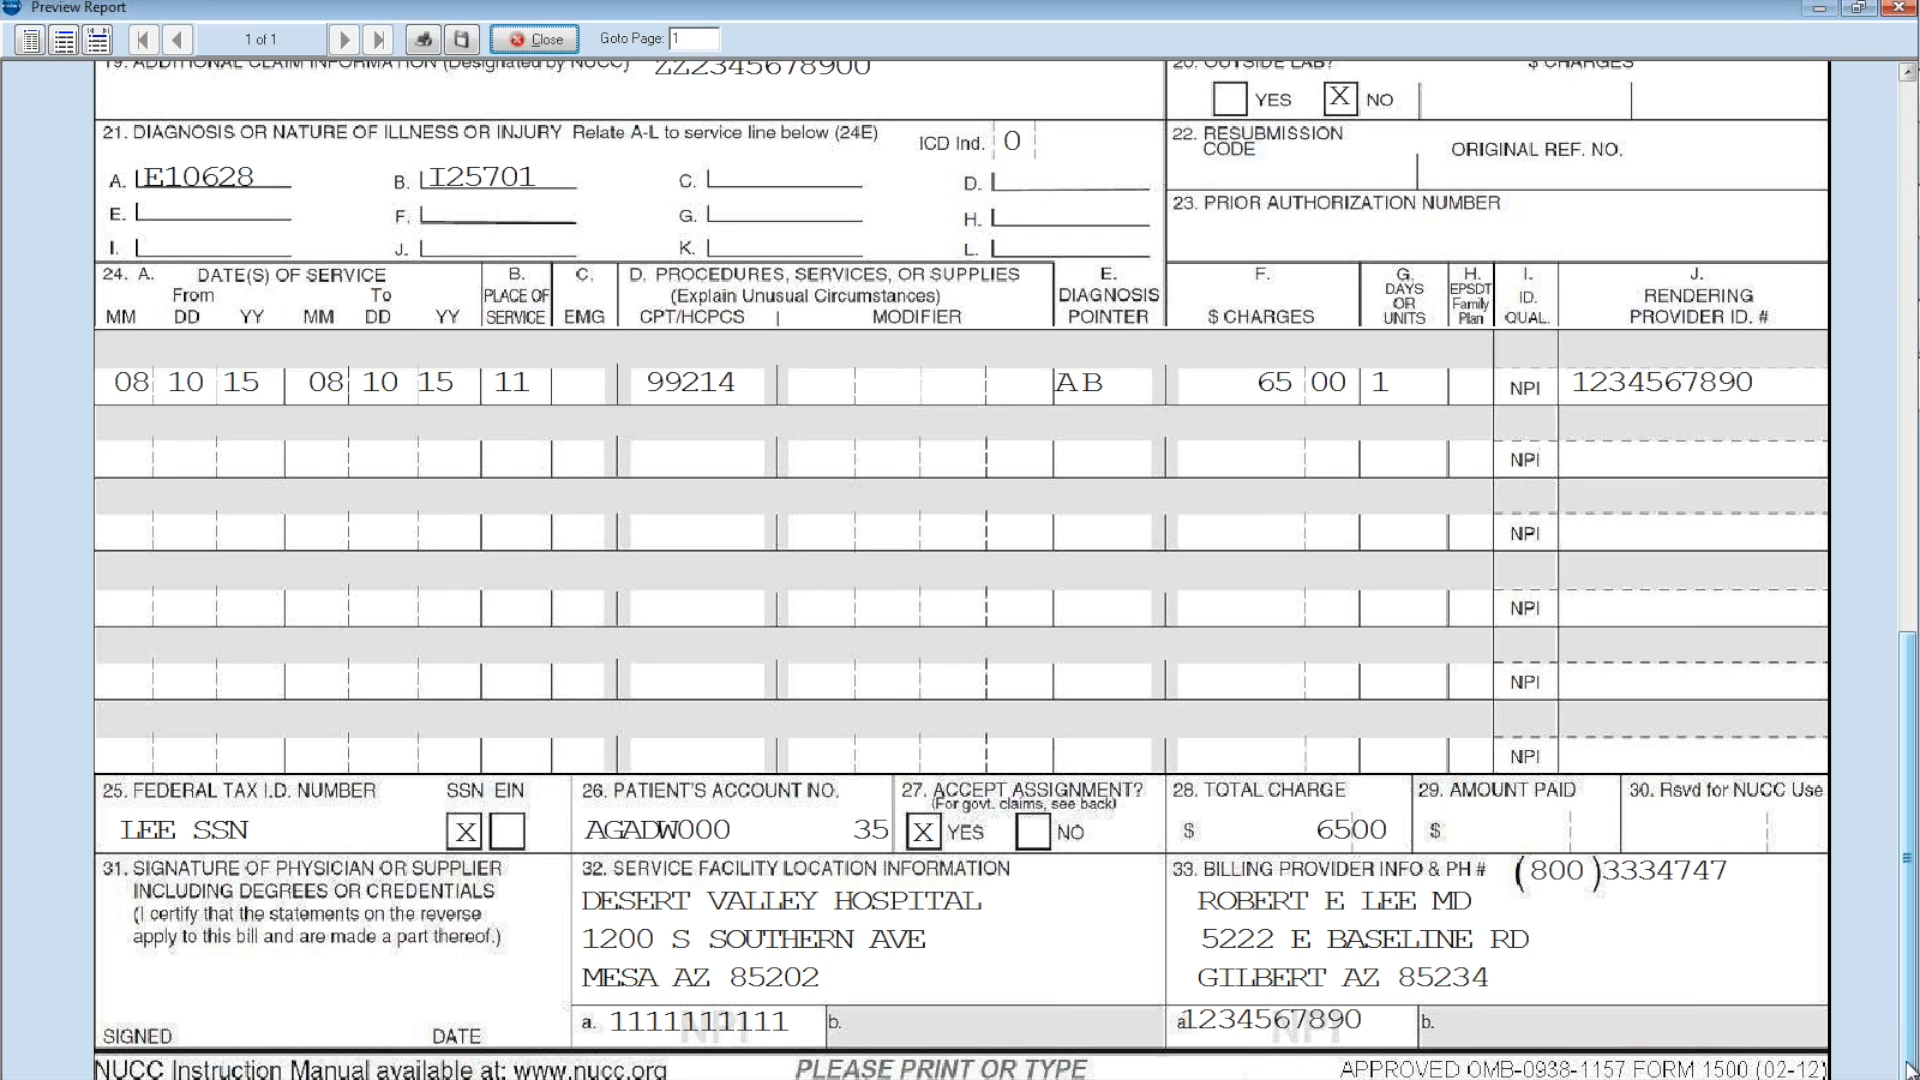 Preview Report
1 of 1
Close
Goto Page: 1
19. ADDITIONAL CLAIM INFORMATION (Designated by NUCC) ZZ2345678900
20. OUTSIDE LAB? $ CHARGES
YES X NO
21. DIAGNOSIS OR NATURE OF ILLNESS OR INJURY Relate A-L to service line below (24E) ICD Ind. 0
A. E10628 B. I25701 C. D.
E. F. G. H.
I. J. K. L.
22. RESUBMISSION
CODE ORIGINAL REF. NO.
23. PRIOR AUTHORIZATION NUMBER
24. A. DATE(S) OF SERVICE B. C. D. PROCEDURES, SERVICES, OR SUPPLIES E. F. G. H. I. J.
From To PLACE OF (Explain Unusual Circumstances) DIAGNOSIS DAYS OR EPSDT Family ID. RENDERING
MM DD YY MM DD YY SERVICE EMG CPT/HCPCS | MODIFIER POINTER $ CHARGES UNITS Plan QUAL. PROVIDER ID. #
08 10 15 08 10 15 11 99214 AB 65 00 1 NPI 1234567890
NPI
NPI
NPI
NPI
NPI
25. FEDERAL TAX I.D. NUMBER SSN EIN
LEE SSN X
26. PATIENT'S ACCOUNT NO.
AGADW000 35
27. ACCEPT ASSIGNMENT?
(For govt. claims, see back)
X YES NO
28. TOTAL CHARGE
$ 6500
29. AMOUNT PAID
$
30. Rsvd for NUCC Use
31. SIGNATURE OF PHYSICIAN OR SUPPLIER
INCLUDING DEGREES OR CREDENTIALS
(I certify that the statements on the reverse
apply to this bill and are made a part thereof.)
SIGNED DATE
32. SERVICE FACILITY LOCATION INFORMATION
DESERT VALLEY HOSPITAL
1200 S SOUTHERN AVE
MESA AZ 85202
a. 1111111111 NPI b.
33. BILLING PROVIDER INFO & PH # (800)3334747
ROBERT E LEE MD
5222 E BASELINE RD
GILBERT AZ 85234
a. 1234567890 NPI b.
NUCC Instruction Manual available at: www.nucc.org PLEASE PRINT OR TYPE APPROVED OMB-0938-1157 FORM 1500 (02-12)